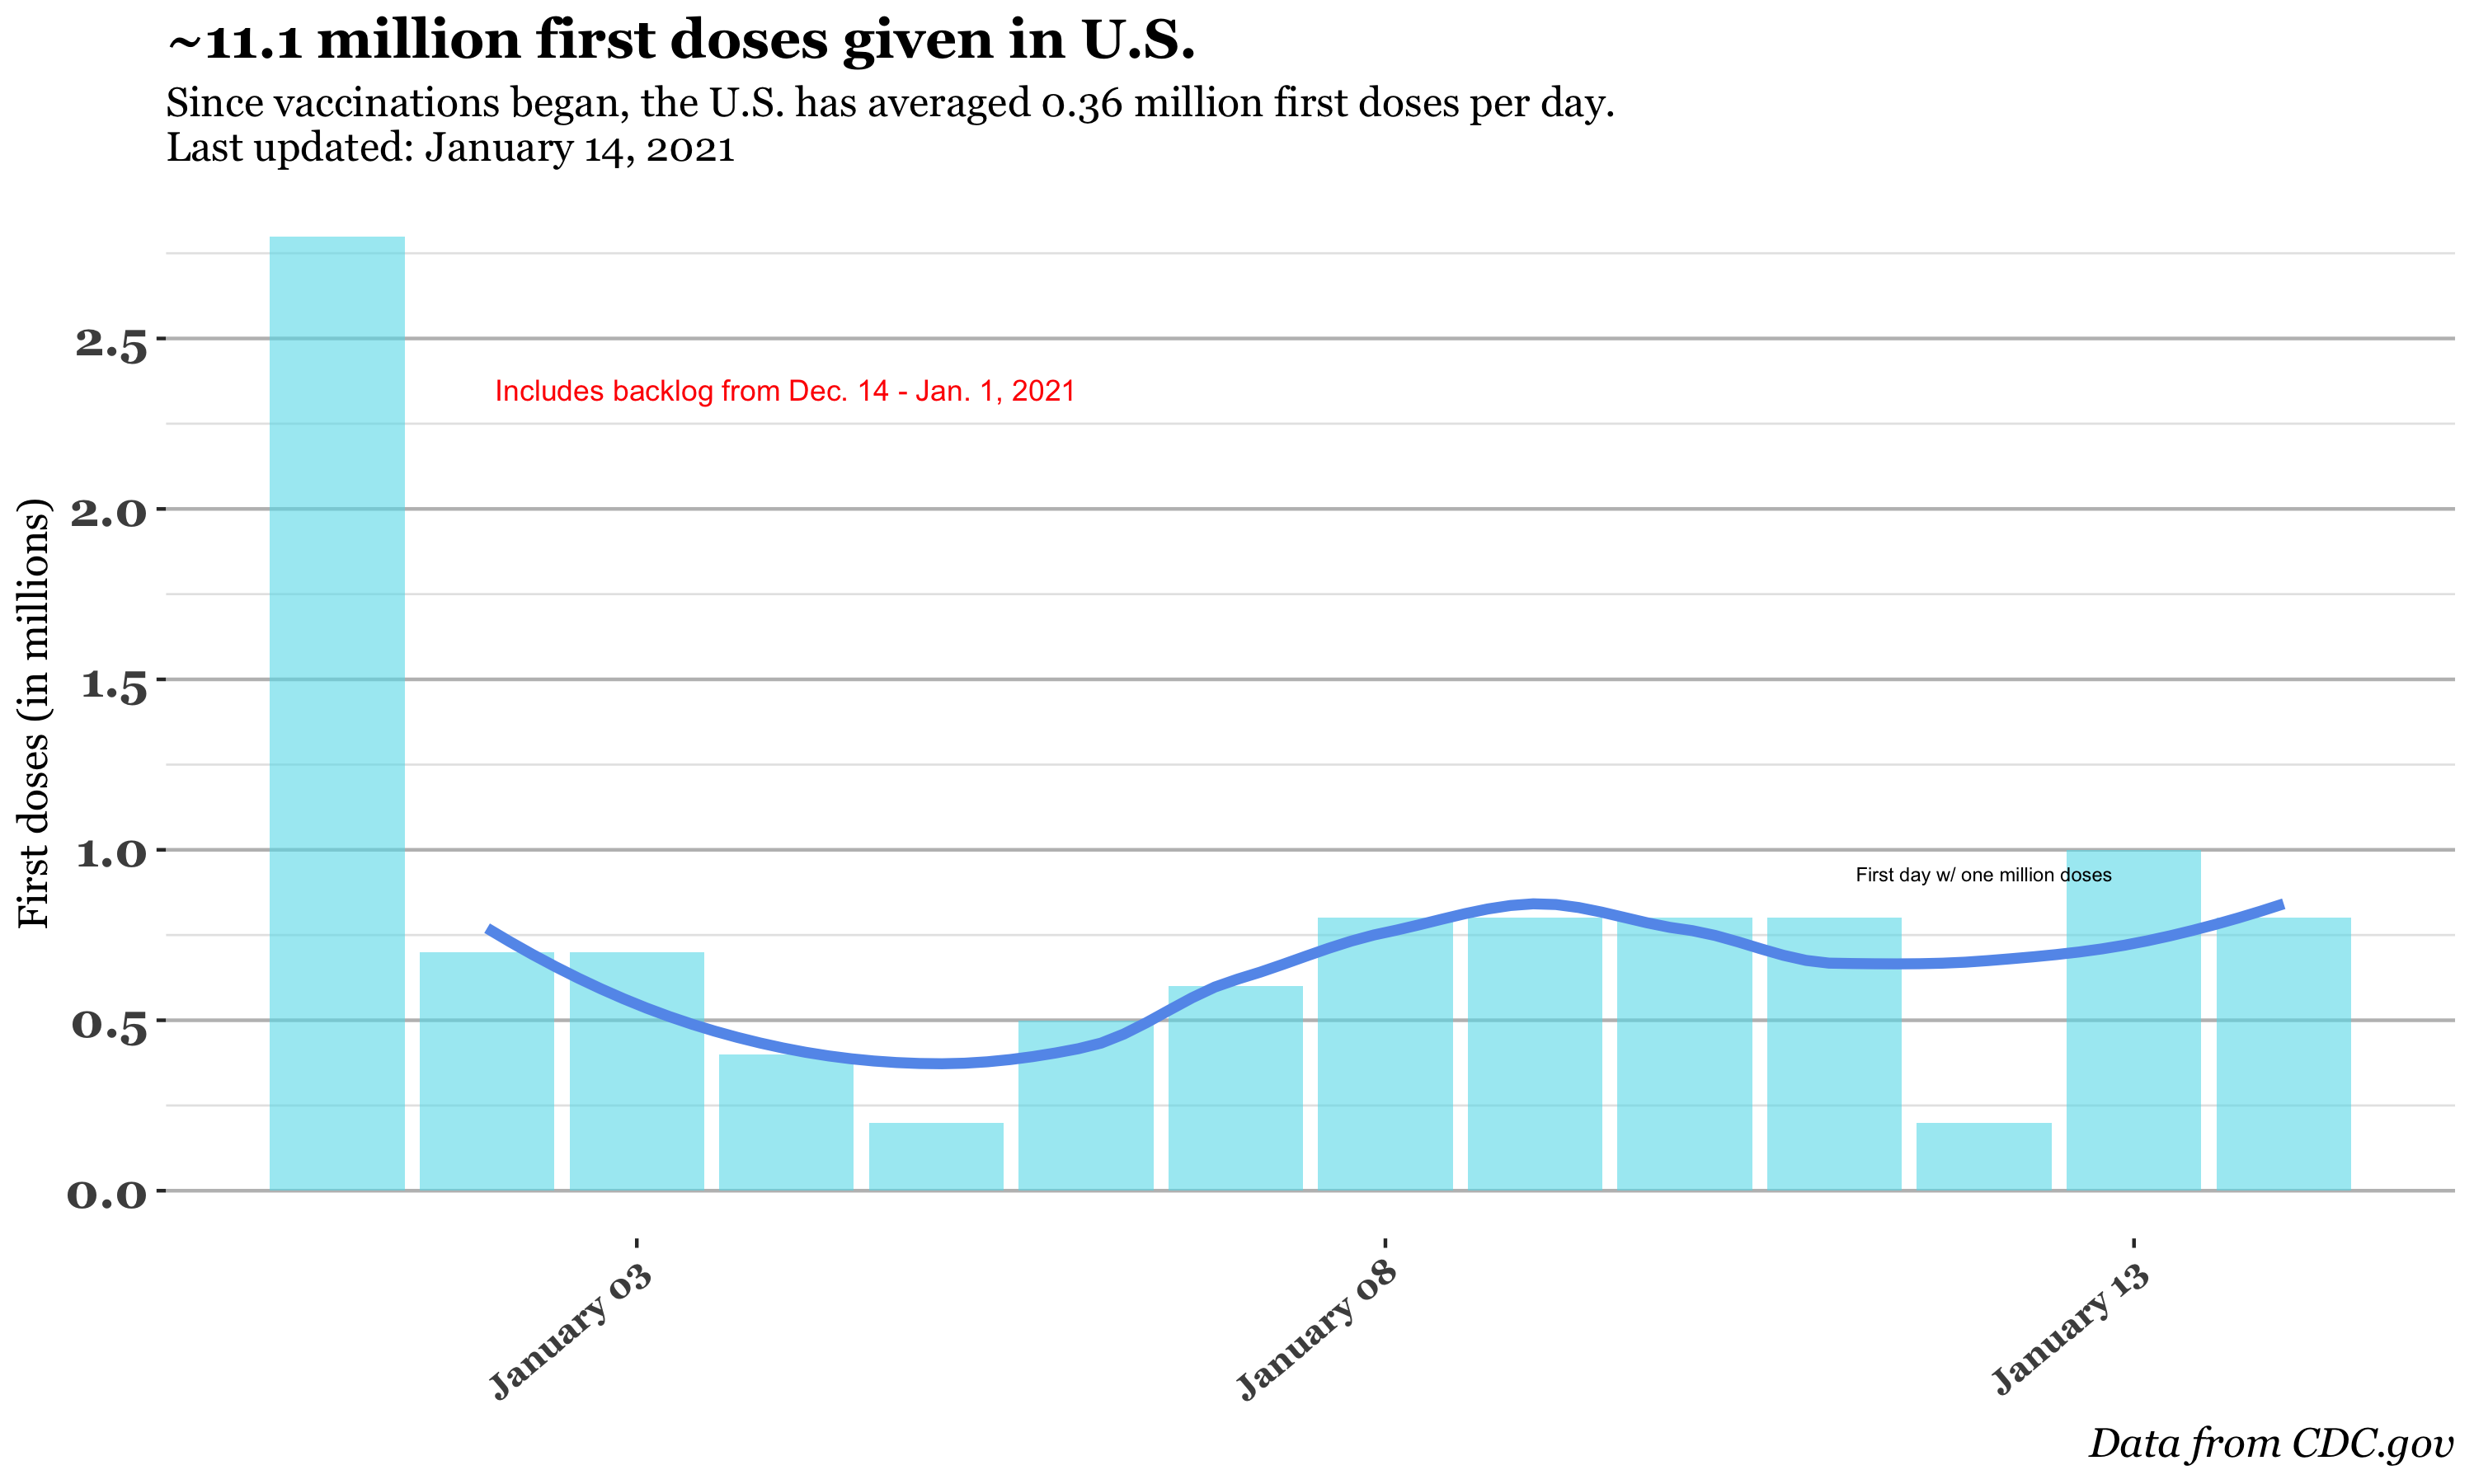 ~11.1 million first doses given in U.S.
Since vaccinations began, the U.S. has averaged 0.36 million first doses per day.
Last updated: January 14, 2021
First doses (in millions)
2.5
2.0
1.5
1.0
0.5
0.0
Includes backlog from Dec. 14 - Jan. 1, 2021
First day w/ one million doses
January 03
January 08
January 13
Data from CDC.gov